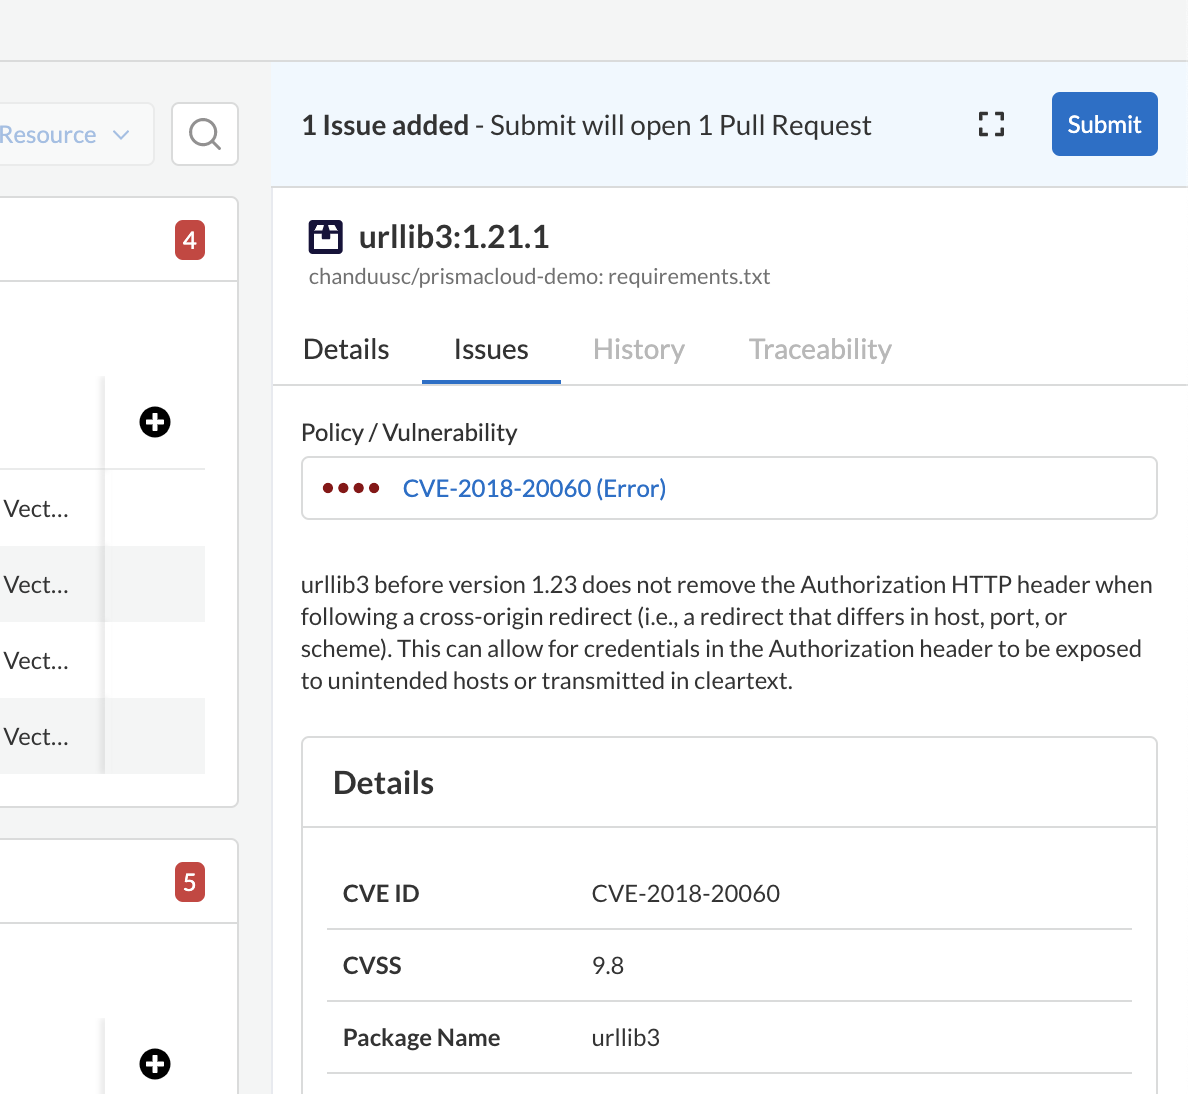 Resource
1 Issue added - Submit will open 1 Pull Request
Submit
4
Vect...
Vect...
Vect...
Vect...
5
urllib3:1.21.1
chanduusc/prismacloud-demo: requirements.txt
Details Issues History Traceability
Policy / Vulnerability
CVE-2018-20060 (Error)
urllib3 before version 1.23 does not remove the Authorization HTTP header when
following a cross-origin redirect (i.e., a redirect that differs in host, port, or
scheme). This can allow for credentials in the Authorization header to be exposed
to unintended hosts or transmitted in cleartext.
Details
CVE ID CVE-2018-20060
CVSS 9.8
Package Name urllib3